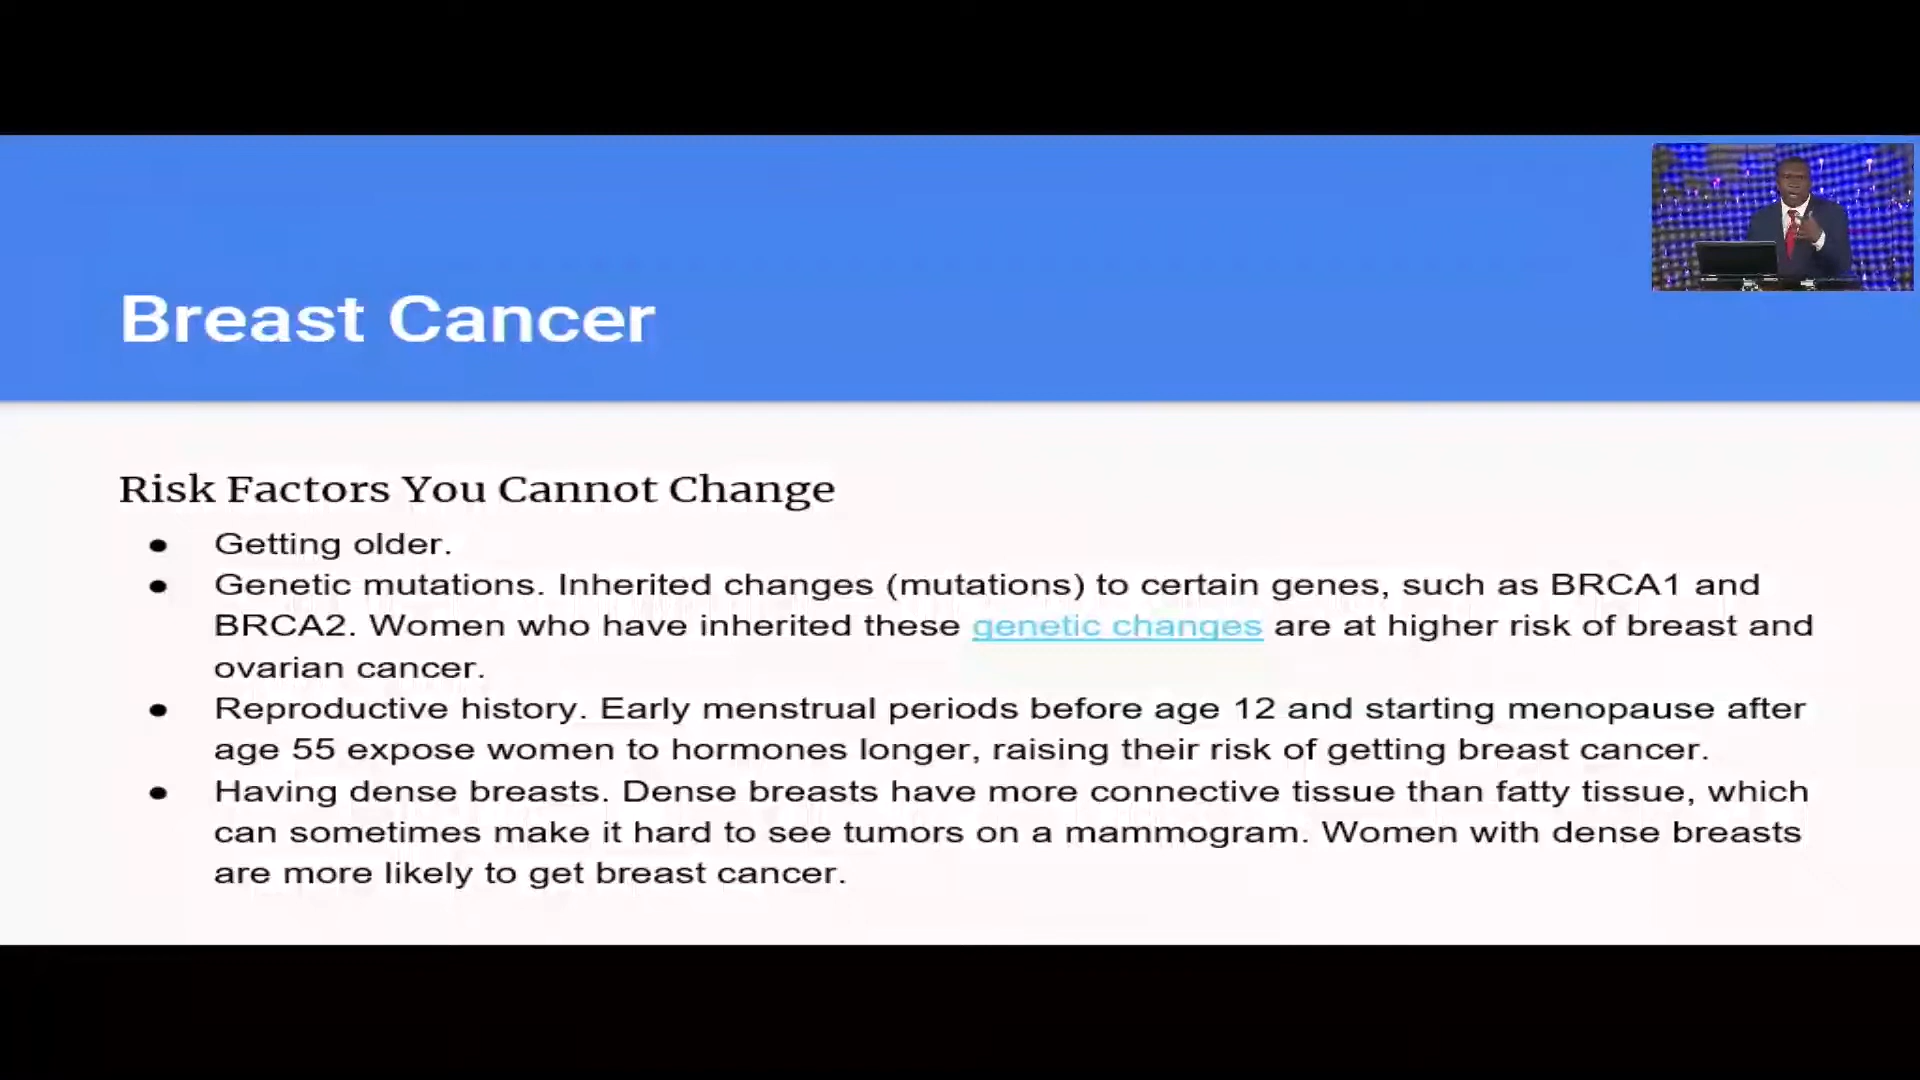 Breast Cancer
Risk Factors You Cannot Change
● Getting older.
● Genetic mutations. Inherited changes (mutations) to certain genes, such as BRCA1 and
BRCA2. Women who have inherited these genetic changes are at higher risk of breast and
ovarian cancer.
● Reproductive history. Early menstrual periods before age 12 and starting menopause after
age 55 expose women to hormones longer, raising their risk of getting breast cancer.
● Having dense breasts. Dense breasts have more connective tissue than fatty tissue, which
can sometimes make it hard to see tumors on a mammogram. Women with dense breasts
are more likely to get breast cancer.